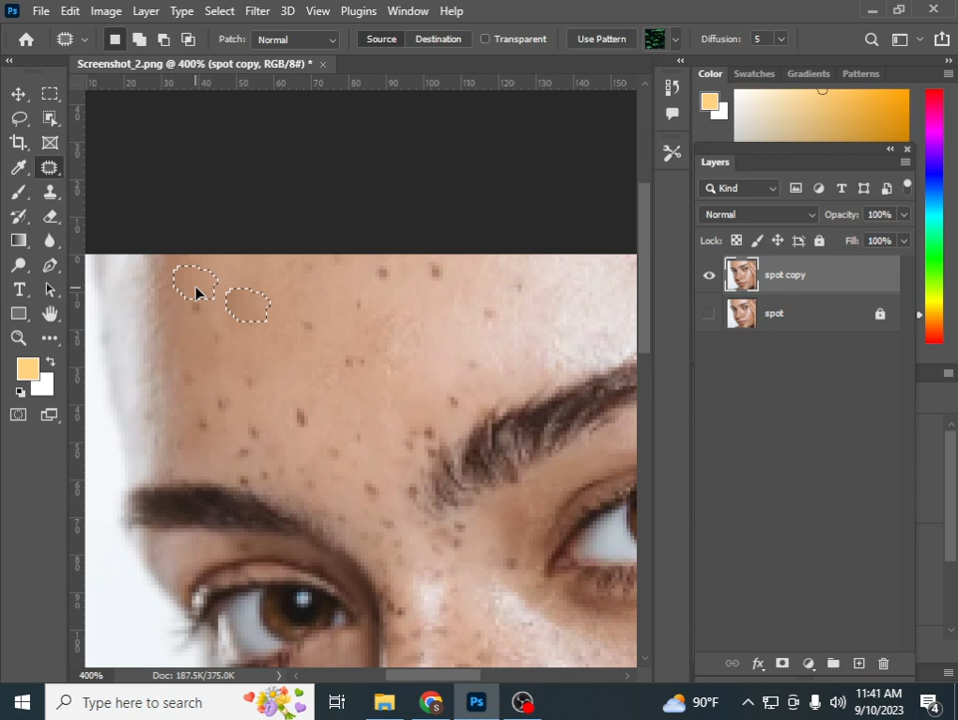 Ps File Edit Image Layer Type Select Filter 3D View Plugins Window Help
Patch: Normal Source Destination Transparent Use Pattern Diffusion: 5
Screenshot_2.png @ 400% (spot copy, RGB/8#) * ×
Color Swatches Gradients Patterns
10 20 30 40 50 60 70 80 90 100 110 120 130 140 150
Layers
Kind
Normal Opacity: 100%
Lock: Fill: 100%
spot copy
spot
400% Doc: 187.5K/375.0K
Type here to search
Ps
90°F
11:41 AM
9/10/2023
4